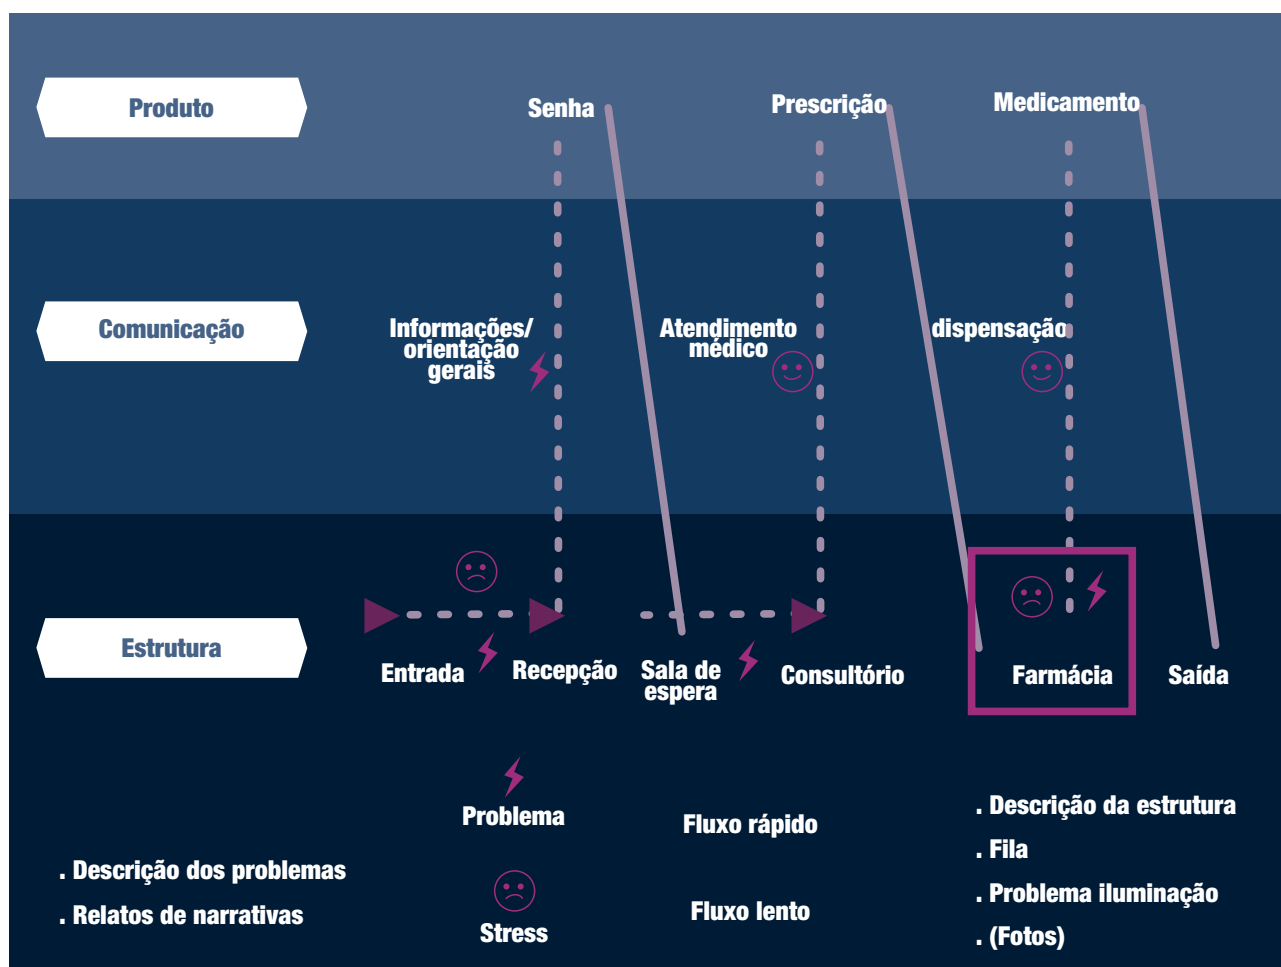 Produto
Senha
Prescrição
Medicamento
Comunicação
Informações/
orientação
gerais
Atendimento
médico
dispensação
Estrutura
Entrada
Recepção
Sala de
espera
Consultório
Farmácia
Saída
Problema
Stress
Fluxo rápido
Fluxo lento
. Descrição dos problemas
. Relatos de narrativas
. Descrição da estrutura
. Fila
. Problema iluminação
. (Fotos)